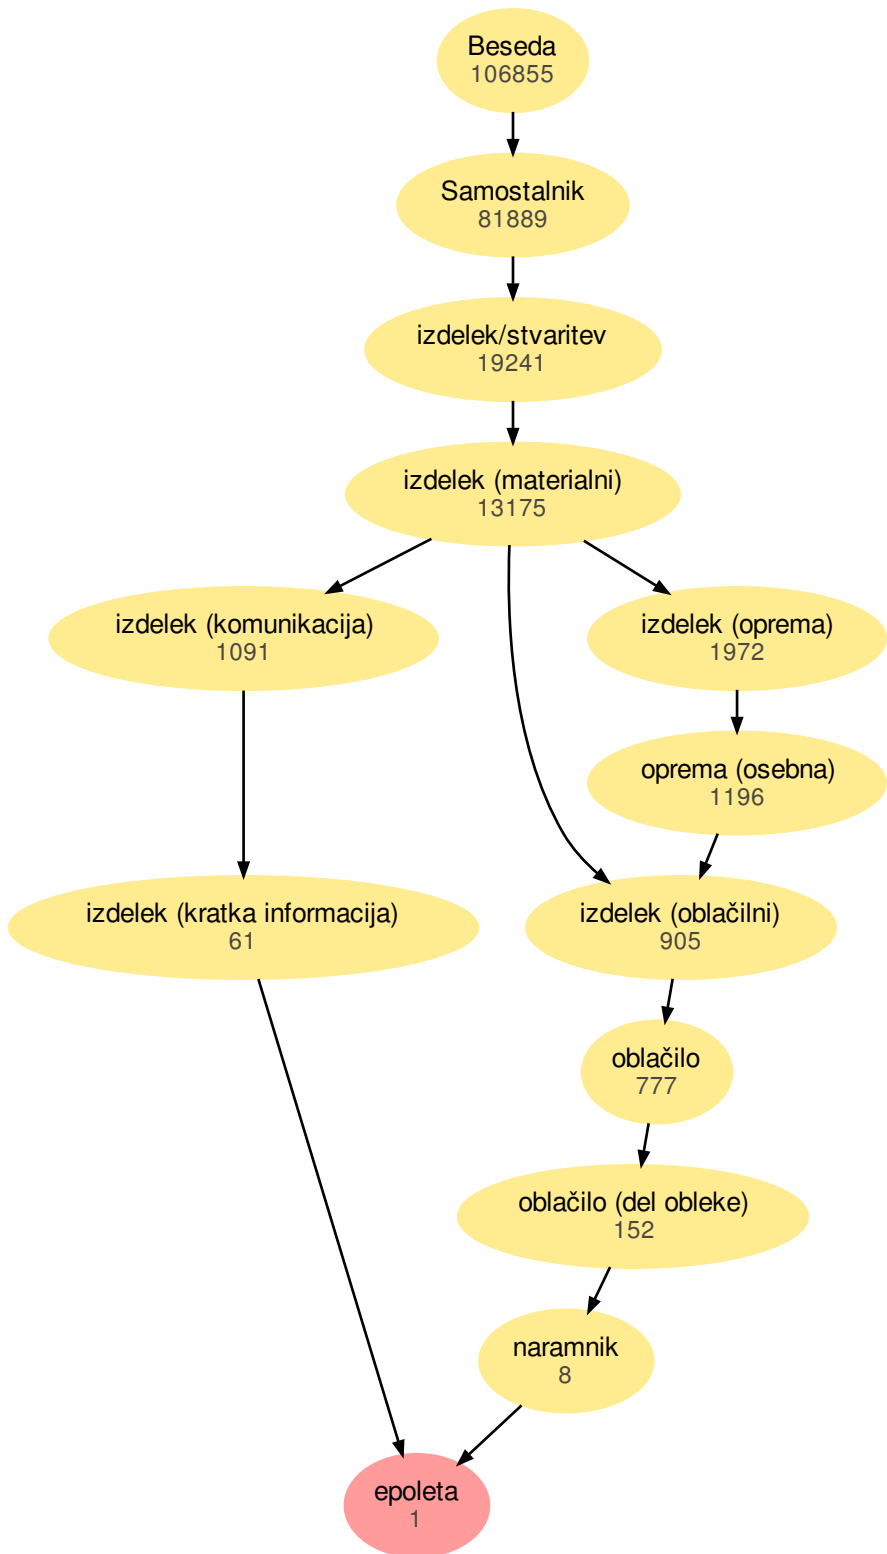 Beseda
106855
Samostalnik
81889
izdelek/stvaritev
19241
izdelek (materialni)
13175
izdelek (komunikacija)
1091
izdelek (oprema)
1972
oprema (osebna)
1196
izdelek (kratka informacija)
61
izdelek (oblačilni)
905
oblačilo
777
oblačilo (del obleke)
152
naramnik
8
epoleta
1